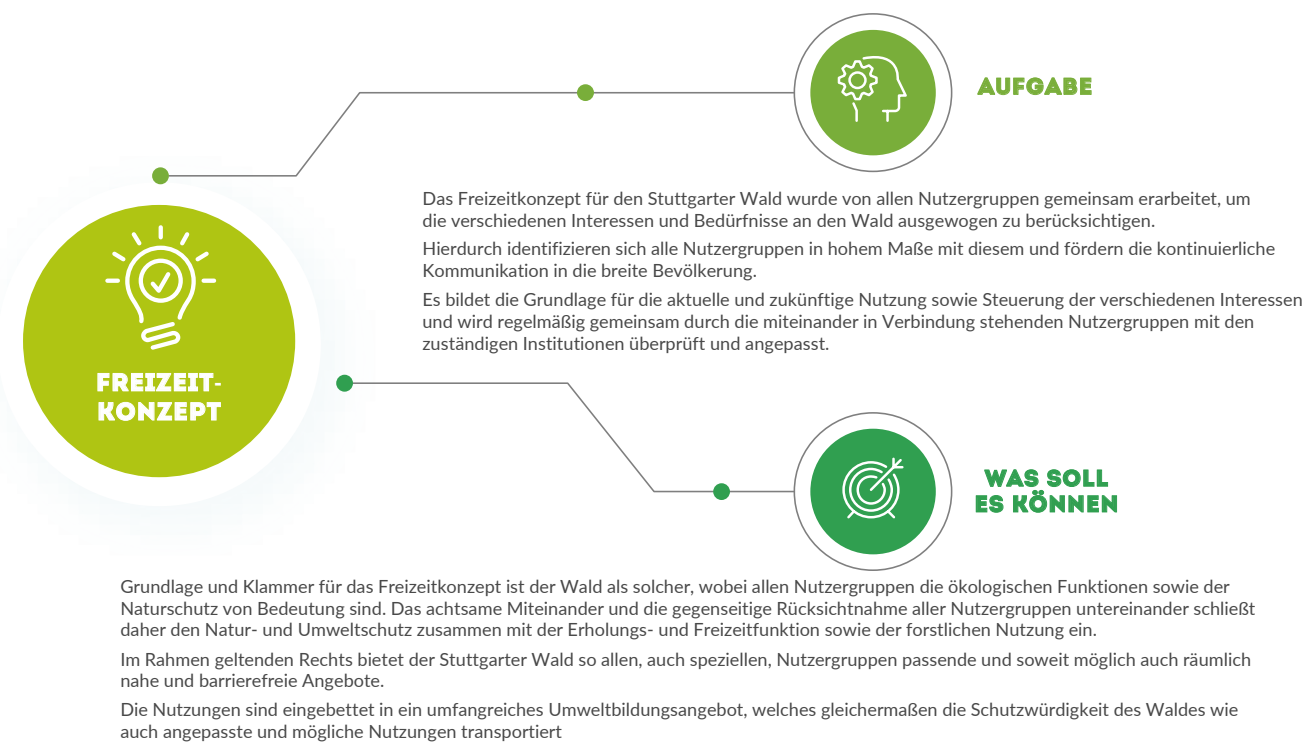 AUFGABE
Das Freizeitkonzept für den Stuttgarter Wald wurde von allen Nutzergruppen gemeinsam erarbeitet, um
die verschiedenen Interessen und Bedürfnisse an den Wald ausgewogen zu berücksichtigen.
Hierdurch identifizieren sich alle Nutzergruppen in hohem Maße mit diesem und fördern die kontinuierliche
Kommunikation in die breite Bevölkerung.
Es bildet die Grundlage für die aktuelle und zukünftige Nutzung sowie Steuerung der verschiedenen Interessen
und wird regelmäßig gemeinsam durch die miteinander in Verbindung stehenden Nutzergruppen mit den
zuständigen Institutionen überprüft und angepasst.
FREIZEIT-
KONZEPT
WAS SOLL
ES KÖNNEN
Grundlage und Klammer für das Freizeitkonzept ist der Wald als solcher, wobei allen Nutzergruppen die ökologischen Funktionen sowie der
Naturschutz von Bedeutung sind. Das achtsame Miteinander und die gegenseitige Rücksichtnahme aller Nutzergruppen untereinander schließt
daher den Natur- und Umweltschutz zusammen mit der Erholungs- und Freizeitfunktion sowie der forstlichen Nutzung ein.
Im Rahmen geltenden Rechts bietet der Stuttgarter Wald so allen, auch speziellen, Nutzergruppen passende und soweit möglich auch räumlich
nahe und barrierefreie Angebote.
Die Nutzungen sind eingebettet in ein umfangreiches Umweltbildungsangebot, welches gleichermaßen die Schutzwürdigkeit des Waldes wie
auch angepasste und mögliche Nutzungen transportiert